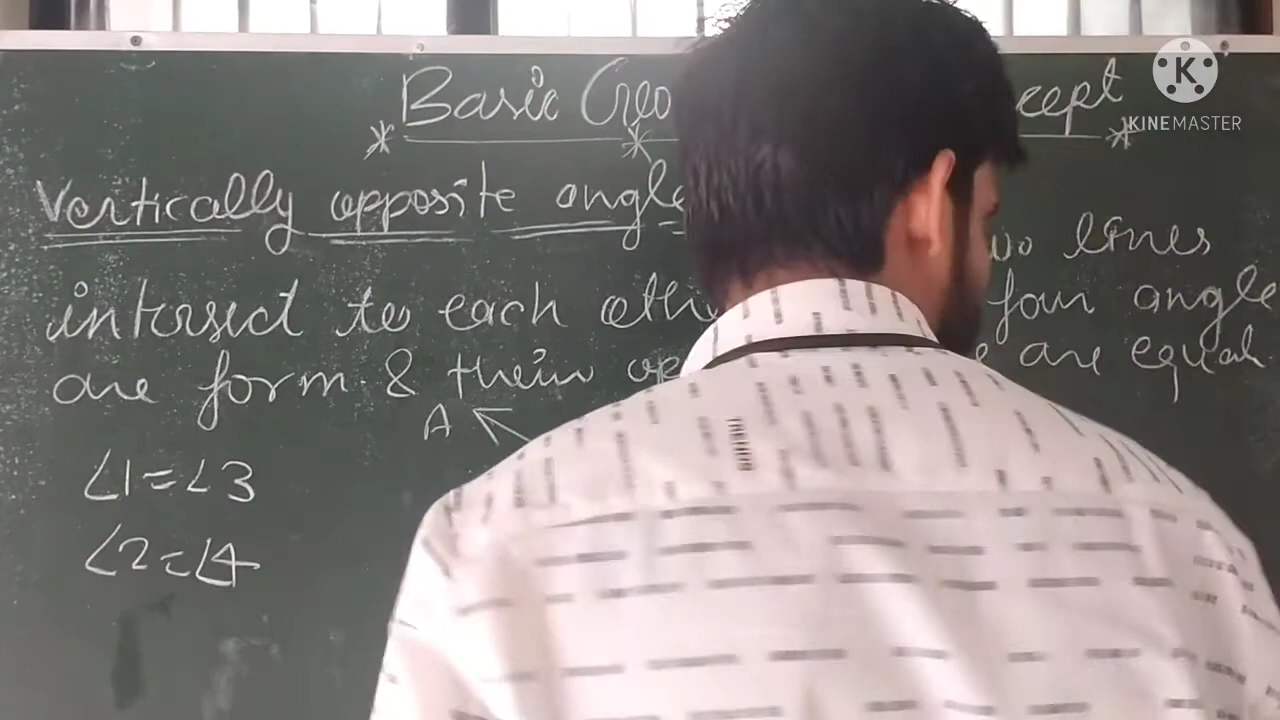 Basic Geo cept
KINEMASTER
Vertically opposite angle
wo lines
intersect to each oth four angle
are form & their op e are equal
A
∠1=∠3
∠2=∠4